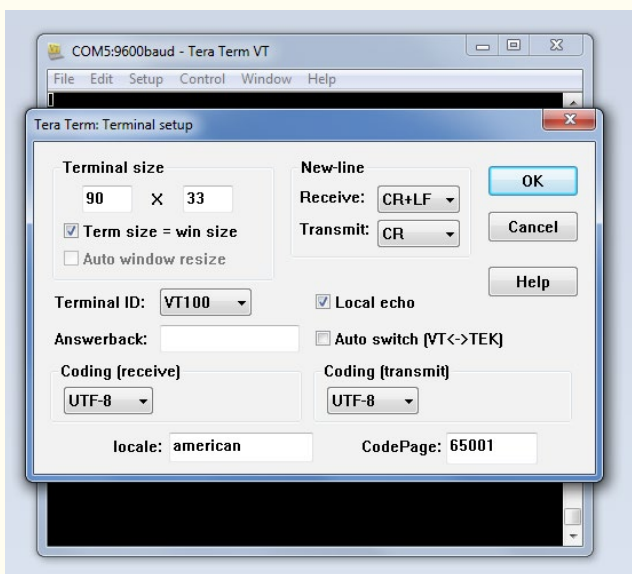 COM5:9600baud - Tera Term VT
File Edit Setup Control Window Help
Tera Term: Terminal setup
Terminal size
90 X 33
Term size = win size
Auto window resize
New-line
Receive: CR+LF
Transmit: CR
OK
Cancel
Help
Terminal ID: VT100
Local echo
Answerback:
Auto switch (VT<->TEK)
Coding (receive)
UTF-8
Coding (transmit)
UTF-8
locale: american
CodePage: 65001